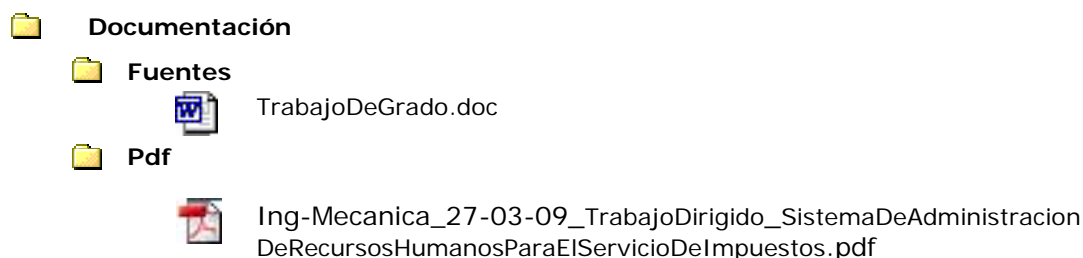 Documentación
Fuentes
TrabajoDeGrado.doc
Pdf
Ing-Mecanica_27-03-09_TrabajoDirigido_SistemaDeAdministracion
DeRecursosHumanosParaElServicioDeImpuestos.pdf